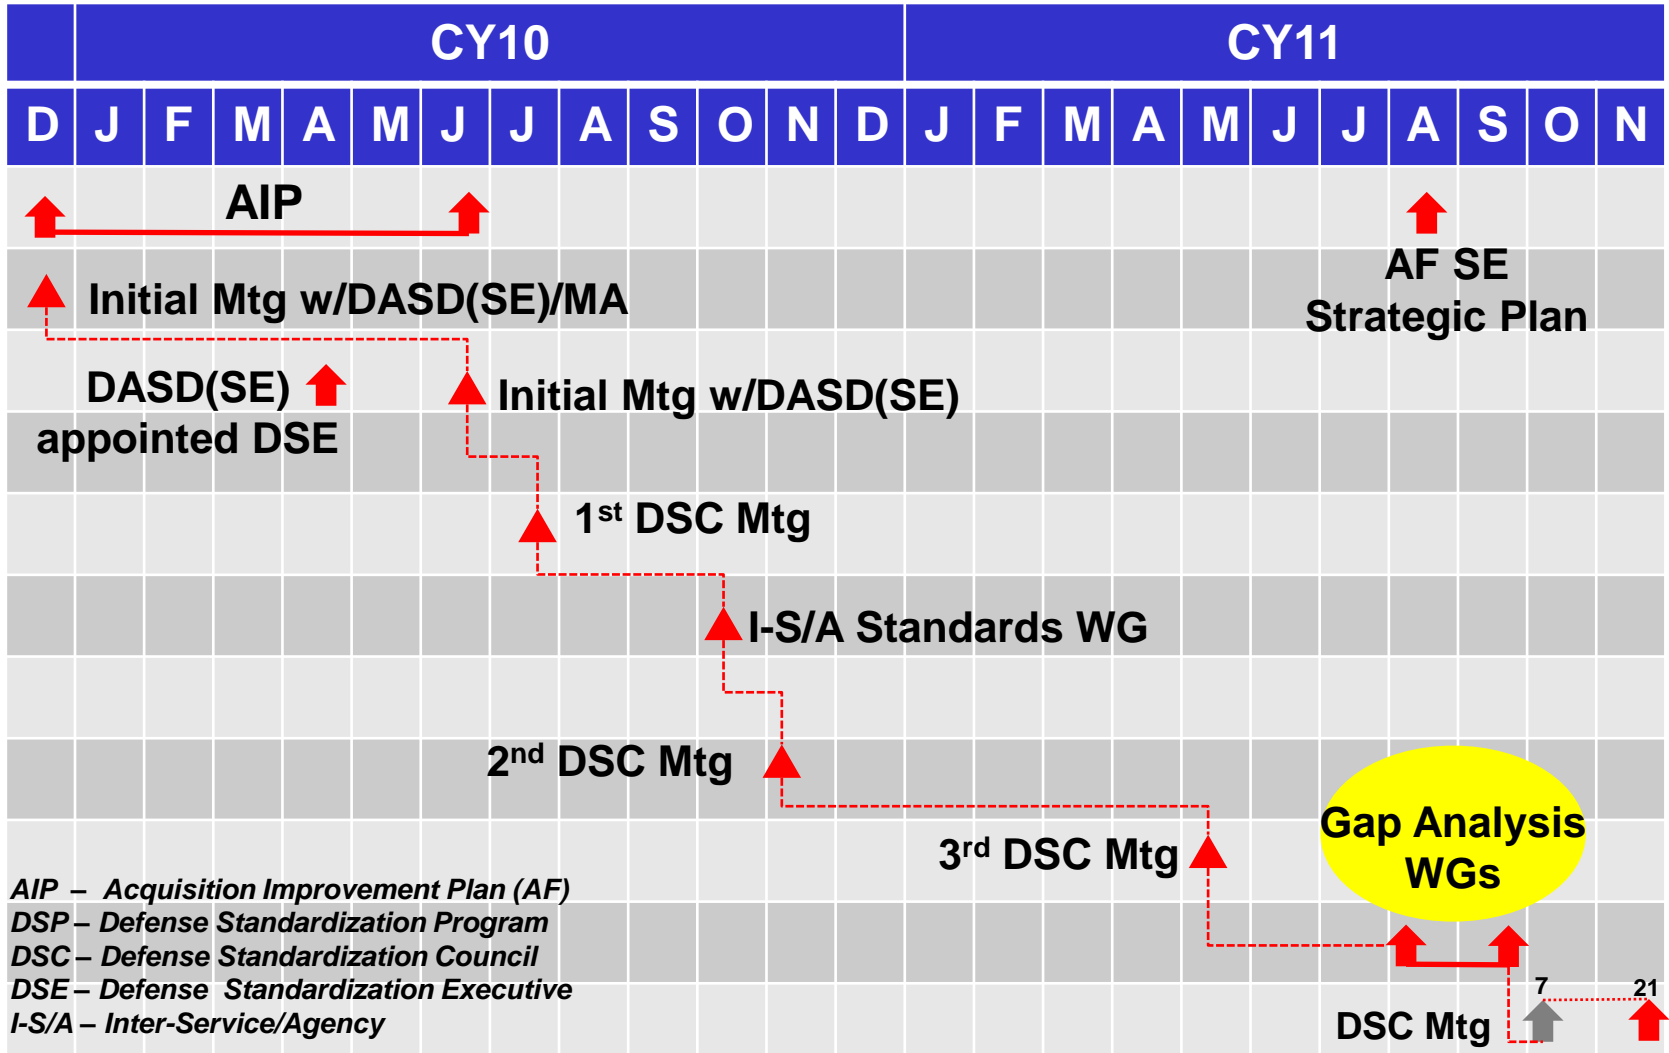 CY10 CY11
D J F M A M J J A S O N D J F M A M J J A S O N
AIP
AF SE
Strategic Plan
Initial Mtg w/DASD(SE)/MA
DASD(SE)
appointed DSE
Initial Mtg w/DASD(SE)
1st DSC Mtg
I-S/A Standards WG
2nd DSC Mtg
3rd DSC Mtg
Gap Analysis
WGs
AIP – Acquisition Improvement Plan (AF)
DSP – Defense Standardization Program
DSC – Defense Standardization Council
DSE – Defense Standardization Executive
I-S/A – Inter-Service/Agency
7 21
DSC Mtg